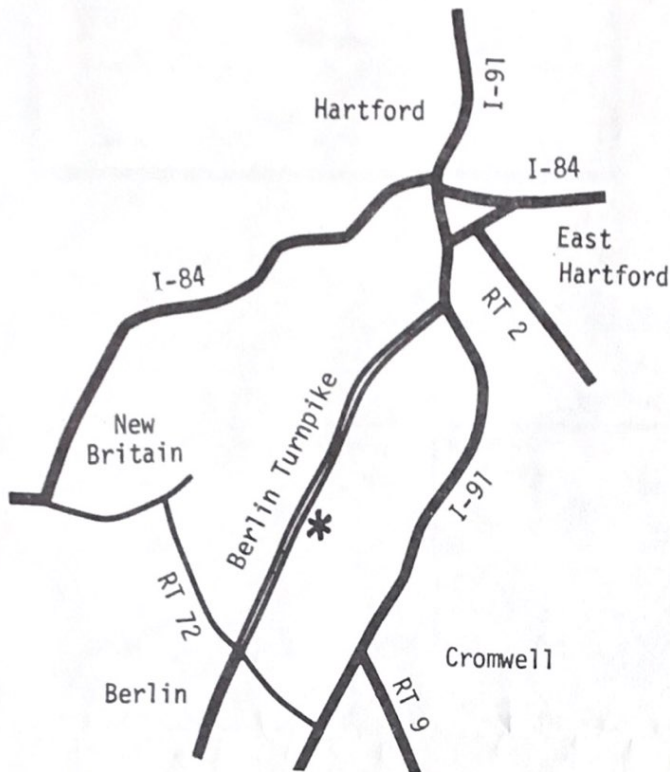 I-91
Hartford
I-84
East
Hartford
I-84
RT 2
New
Britain
Berlin Turnpike
*
I-91
RT 72
Cromwell
Berlin
RT 9